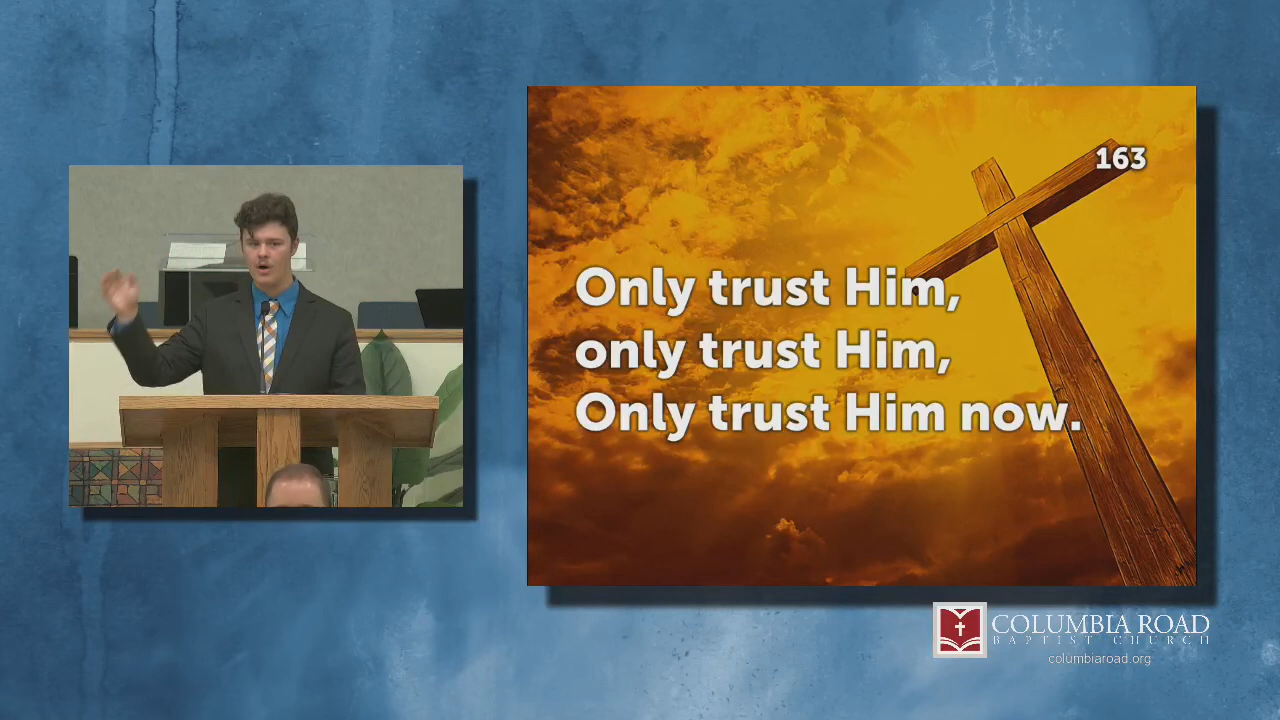 163
Only trust Him,
only trust Him,
Only trust Him now.
COLUMBIA ROAD
BAPTIST CHURCH
columbiaroad.org